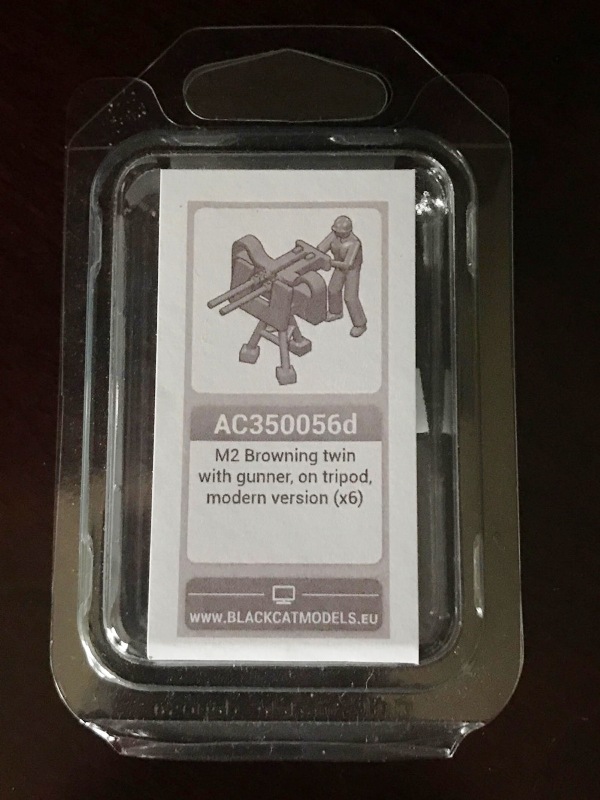 AC350056d
M2 Browning twin
with gunner, on tripod,
modern version (x6)
www.BLACKCATMODELS.EU